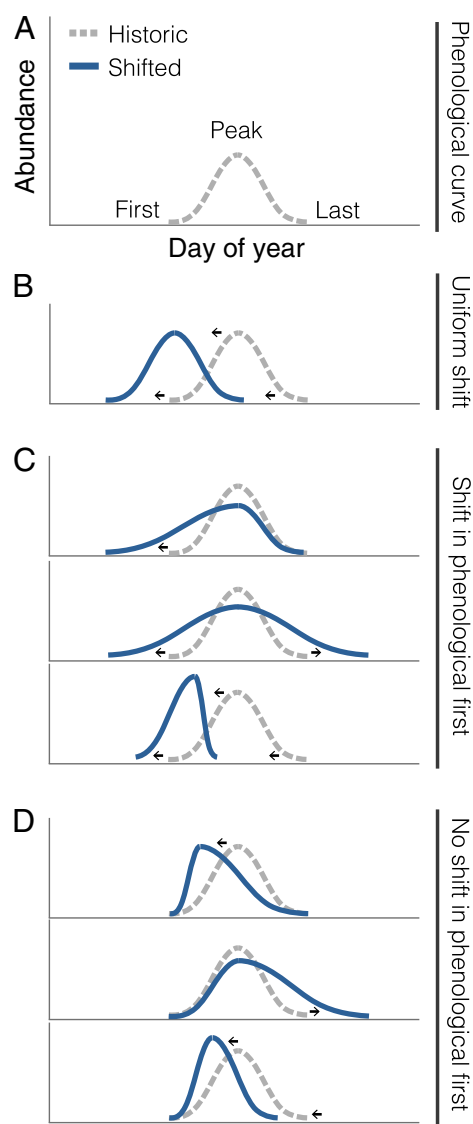 A
Historic
Shifted
Abundance
Peak
First
Last
Day of year
Phenological curve
B
Uniform shift
C
Shift in phenological first
D
No shift in phenological first